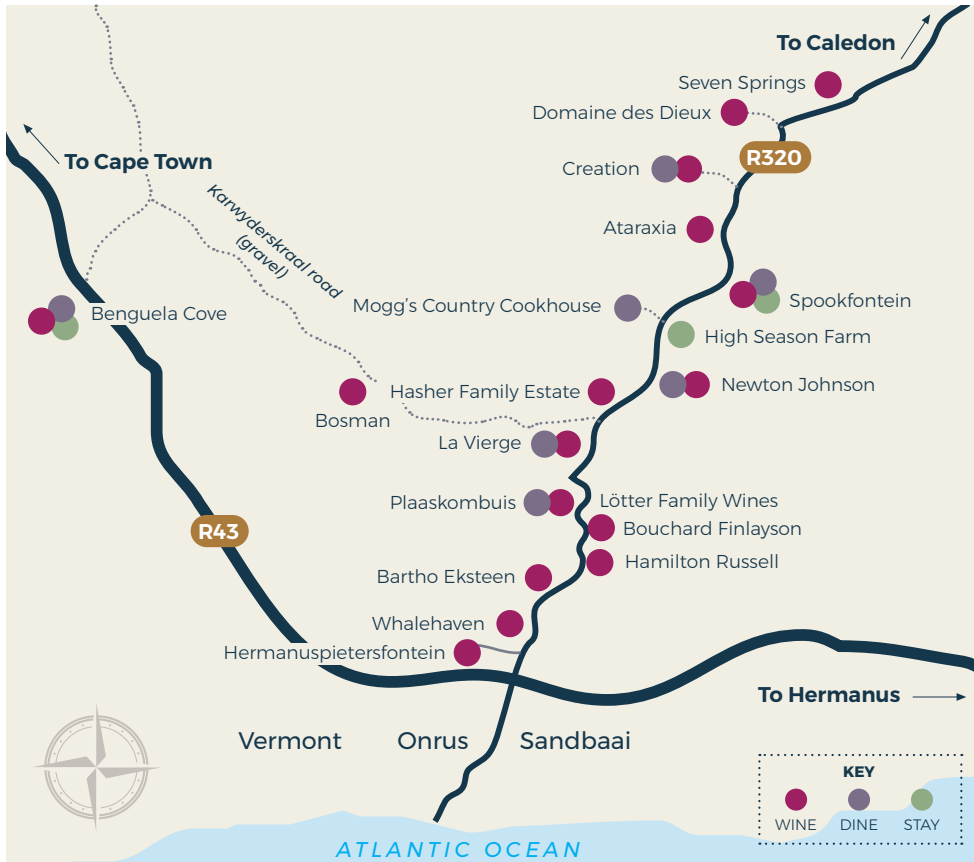 To Caledon
Seven Springs
Domaine des Dieux
R320
To Cape Town
Creation
Karwyderskraal road
(gravel)
Ataraxia
Spookfontein
Mogg's Country Cookhouse
Benguela Cove
High Season Farm
Newton Johnson
Hasher Family Estate
Bosman
La Vierge
Plaaskombuis
Lötter Family Wines
Bouchard Finlayson
R43
Hamilton Russell
Bartho Eksteen
Whalehaven
Hermanuspietersfontein
To Hermanus
Vermont
Onrus
Sandbaai
KEY
WINE
DINE
STAY
ATLANTIC OCEAN